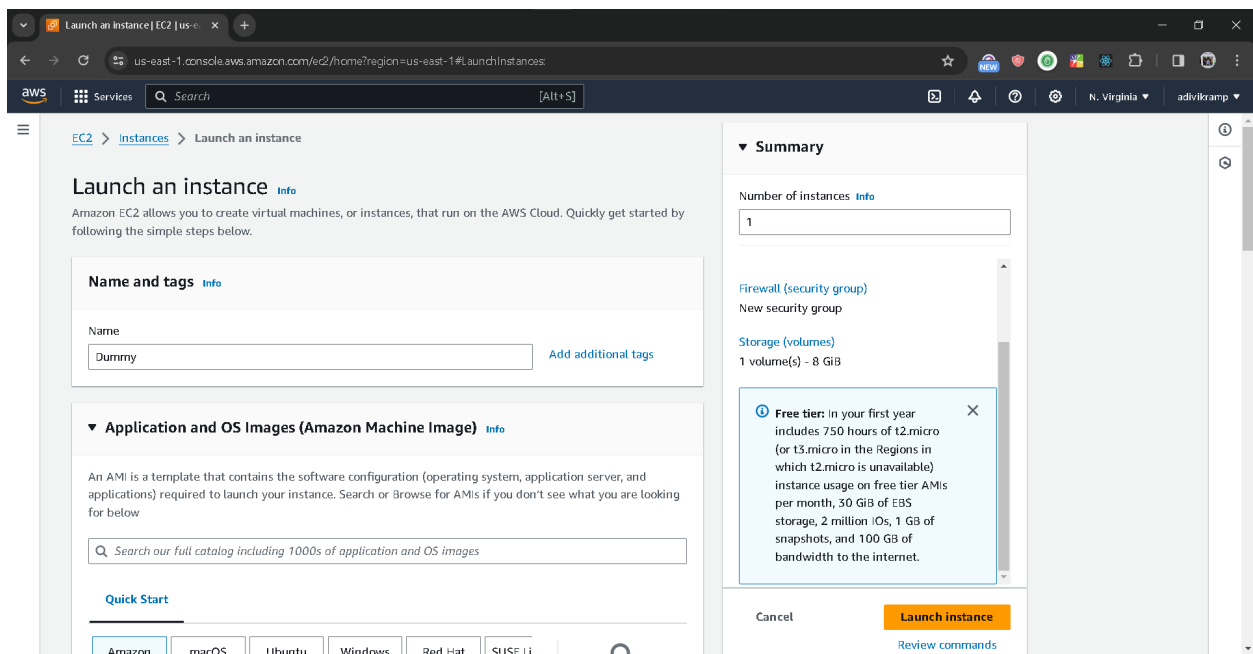 Launch an instance | EC2 | us-e
us-east-1.console.aws.amazon.com/ec2/home?region=us-east-1#LaunchInstances:
NEW
aws
Services
Search
[Alt+S]
N. Virginia
adivikramp
EC2 > Instances > Launch an instance
Launch an instance Info
Amazon EC2 allows you to create virtual machines, or instances, that run on the AWS Cloud. Quickly get started by
following the simple steps below.
Name and tags Info
Name
Dummy
Add additional tags
Application and OS Images (Amazon Machine Image) Info
An AMI is a template that contains the software configuration (operating system, application server, and
applications) required to launch your instance. Search or Browse for AMIs if you don't see what you are looking
for below
Search our full catalog including 1000s of application and OS images
Quick Start
Amazon
macOS
Ubuntu
Windows
Red Hat
SUSE Li
Summary
Number of instances Info
1
Firewall (security group)
New security group
Storage (volumes)
1 volume(s) - 8 GiB
Free tier: In your first year
includes 750 hours of t2.micro
(or t3.micro in the Regions in
which t2.micro is unavailable)
instance usage on free tier AMIs
per month, 30 GiB of EBS
storage, 2 million IOs, 1 GB of
snapshots, and 100 GB of
bandwidth to the internet.
Cancel
Launch instance
Review commands